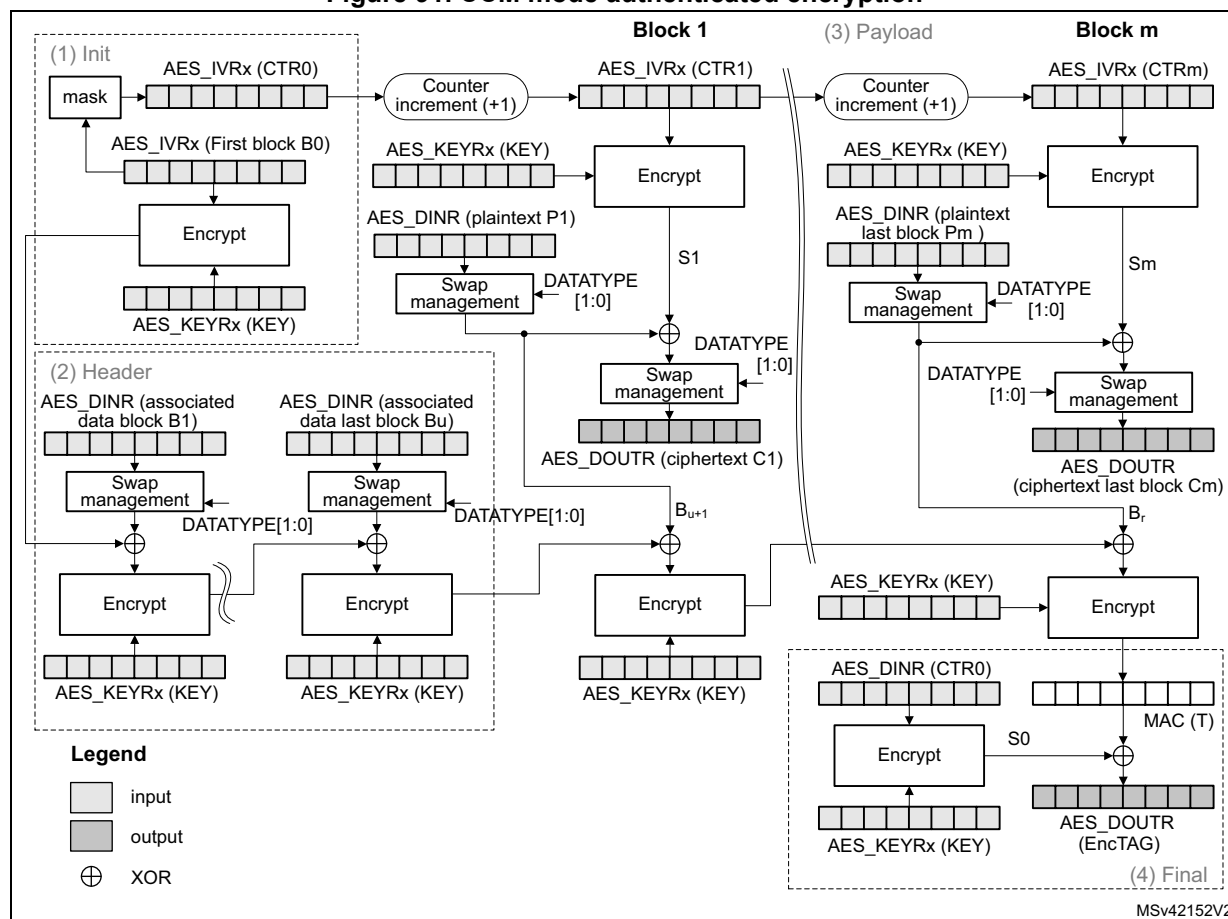 Block 1
(3) Payload
Block m
(1) Init
AES_IVRx (CTR0)
mask
Counter
increment (+1)
AES_IVRx (CTR1)
Counter
increment (+1)
AES_IVRx (CTRm)
AES_IVRx (First block B0)
Encrypt
AES_KEYRx (KEY)
AES_KEYRx (KEY)
Encrypt
AES_DINR (plaintext P1)
Swap
management
DATATYPE
[1:0]
S1
DATATYPE
[1:0]
Swap
management
AES_DOUTR (ciphertext C1)
AES_KEYRx (KEY)
Encrypt
AES_DINR (plaintext
last block Pm )
Swap
management
DATATYPE
[1:0]
Sm
DATATYPE
[1:0]
Swap
management
AES_DOUTR
(ciphertext last block Cm)
(2) Header
AES_DINR (associated
data block B1)
Swap
management
DATATYPE[1:0]
Encrypt
AES_KEYRx (KEY)
AES_DINR (associated
data last block Bu)
Swap
management
DATATYPE[1:0]
Encrypt
AES_KEYRx (KEY)
Bu+1
Encrypt
AES_KEYRx (KEY)
Br
AES_KEYRx (KEY)
Encrypt
AES_DINR (CTR0)
Encrypt
S0
AES_KEYRx (KEY)
MAC (T)
AES_DOUTR
(EncTAG)
(4) Final
Legend
input
output
XOR
MSv42152V2